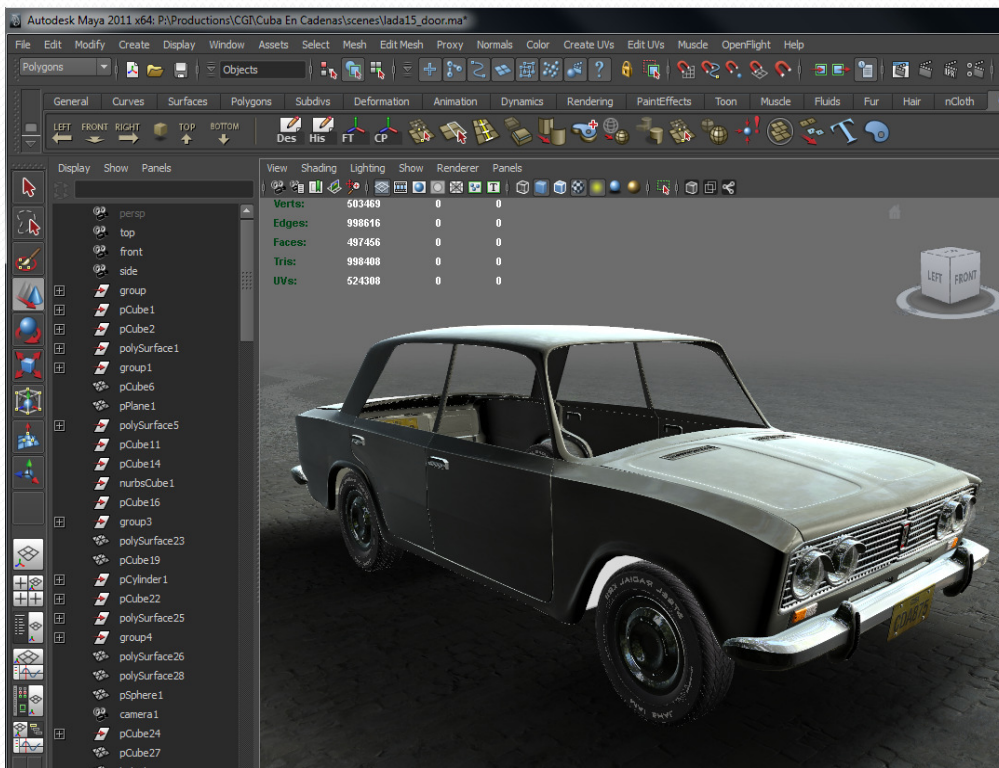 Autodesk Maya 2011 x64: P:\Productions\CGI\Cuba En Cadenas\scenes\lada15_door.ma*
File Edit Modify Create Display Window Assets Select Mesh Edit Mesh Proxy Normals Color Create UVs Edit UVs Muscle OpenFlight Help
Polygons Objects
General Curves Surfaces Polygons Subdivs Deformation Animation Dynamics Rendering PaintEffects Toon Muscle Fluids Fur Hair nCloth
LEFT FRONT RIGHT TOP BOTTOM Des His FT CP
Display Show Panels
View Shading Lighting Show Renderer Panels
Verts: 503469 0 0
Edges: 998616 0 0
Faces: 497456 0 0
Tris: 998408 0 0
UVs: 524308 0 0
LEFT FRONT
persp
top
front
side
group
pCube1
pCube2
polySurface1
group1
pCube6
pPlane1
polySurface5
pCube11
pCube14
nurbsCube1
pCube16
group3
polySurface23
pCube19
pCylinder1
pCube22
polySurface25
group4
polySurface26
polySurface28
pSphere1
camera1
pCube24
pCube27